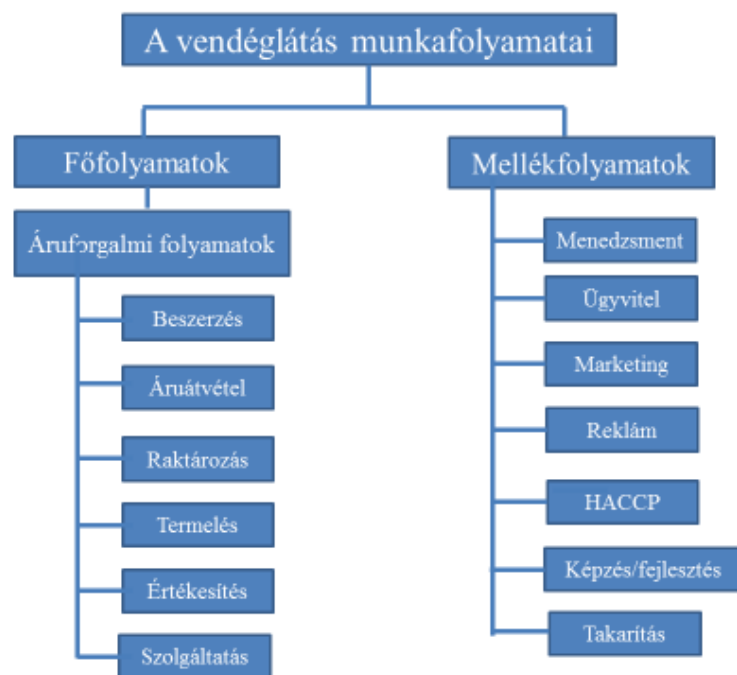 A vendéglátás munkafolyamatai
Főfolyamatok
Áruforgalmi folyamatok
Beszerzés
Áruátvétel
Raktározás
Termelés
Értékesítés
Szolgáltatás
Mellékfolyamatok
Menedzsment
Ügyvitel
Marketing
Reklám
HACCP
Képzés/fejlesztés
Takarítás